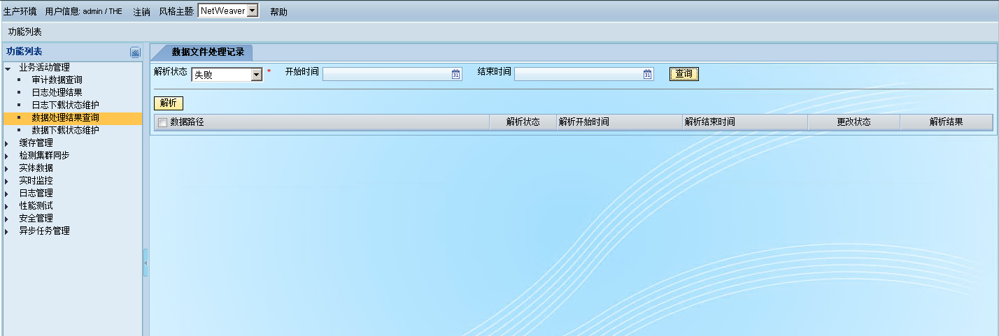 生产环境 用户信息: admin / THE 注销 风格主题: NetWeaver 帮助
功能列表
功能列表
业务活动管理
审计数据查询
日志处理结果
日志下载状态维护
数据处理结果查询
数据下载状态维护
缓存管理
检测集群同步
实体数据
实时监控
日志管理
性能测试
安全管理
异步任务管理
数据文件处理记录
解析状态 失败 * 开始时间 31 结束时间 31 查询
解析
数据路径 解析状态 解析开始时间 解析结束时间 更改状态 解析结果